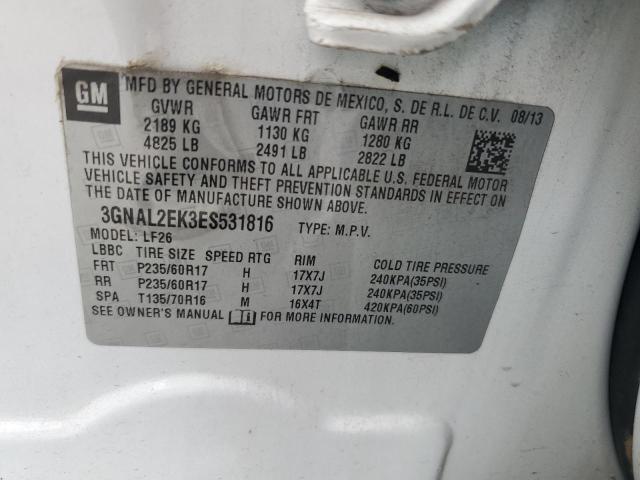 GM
MFD BY GENERAL MOTORS DE MEXICO, S. DE R.L. DE C.V. 08/13
GVWR GAWR FRT GAWR RR
2189 KG 1130 KG 1280 KG
4825 LB 2491 LB 2822 LB
THIS VEHICLE CONFORMS TO ALL APPLICABLE U.S. FEDERAL MOTOR
VEHICLE SAFETY AND THEFT PREVENTION STANDARDS IN EFFECT ON
THE DATE OF MANUFACTURE SHOWN ABOVE.
3GNAL2EK3ES531816 TYPE: M.P.V.
MODEL: LF26
LBBC TIRE SIZE SPEED RTG RIM COLD TIRE PRESSURE
FRT P235/60R17 H 17X7J 240KPA(35PSI)
RR P235/60R17 H 17X7J 240KPA(35PSI)
SPA T135/70R16 M 16X4T 420KPA(60PSI)
SEE OWNER'S MANUAL FOR MORE INFORMATION.